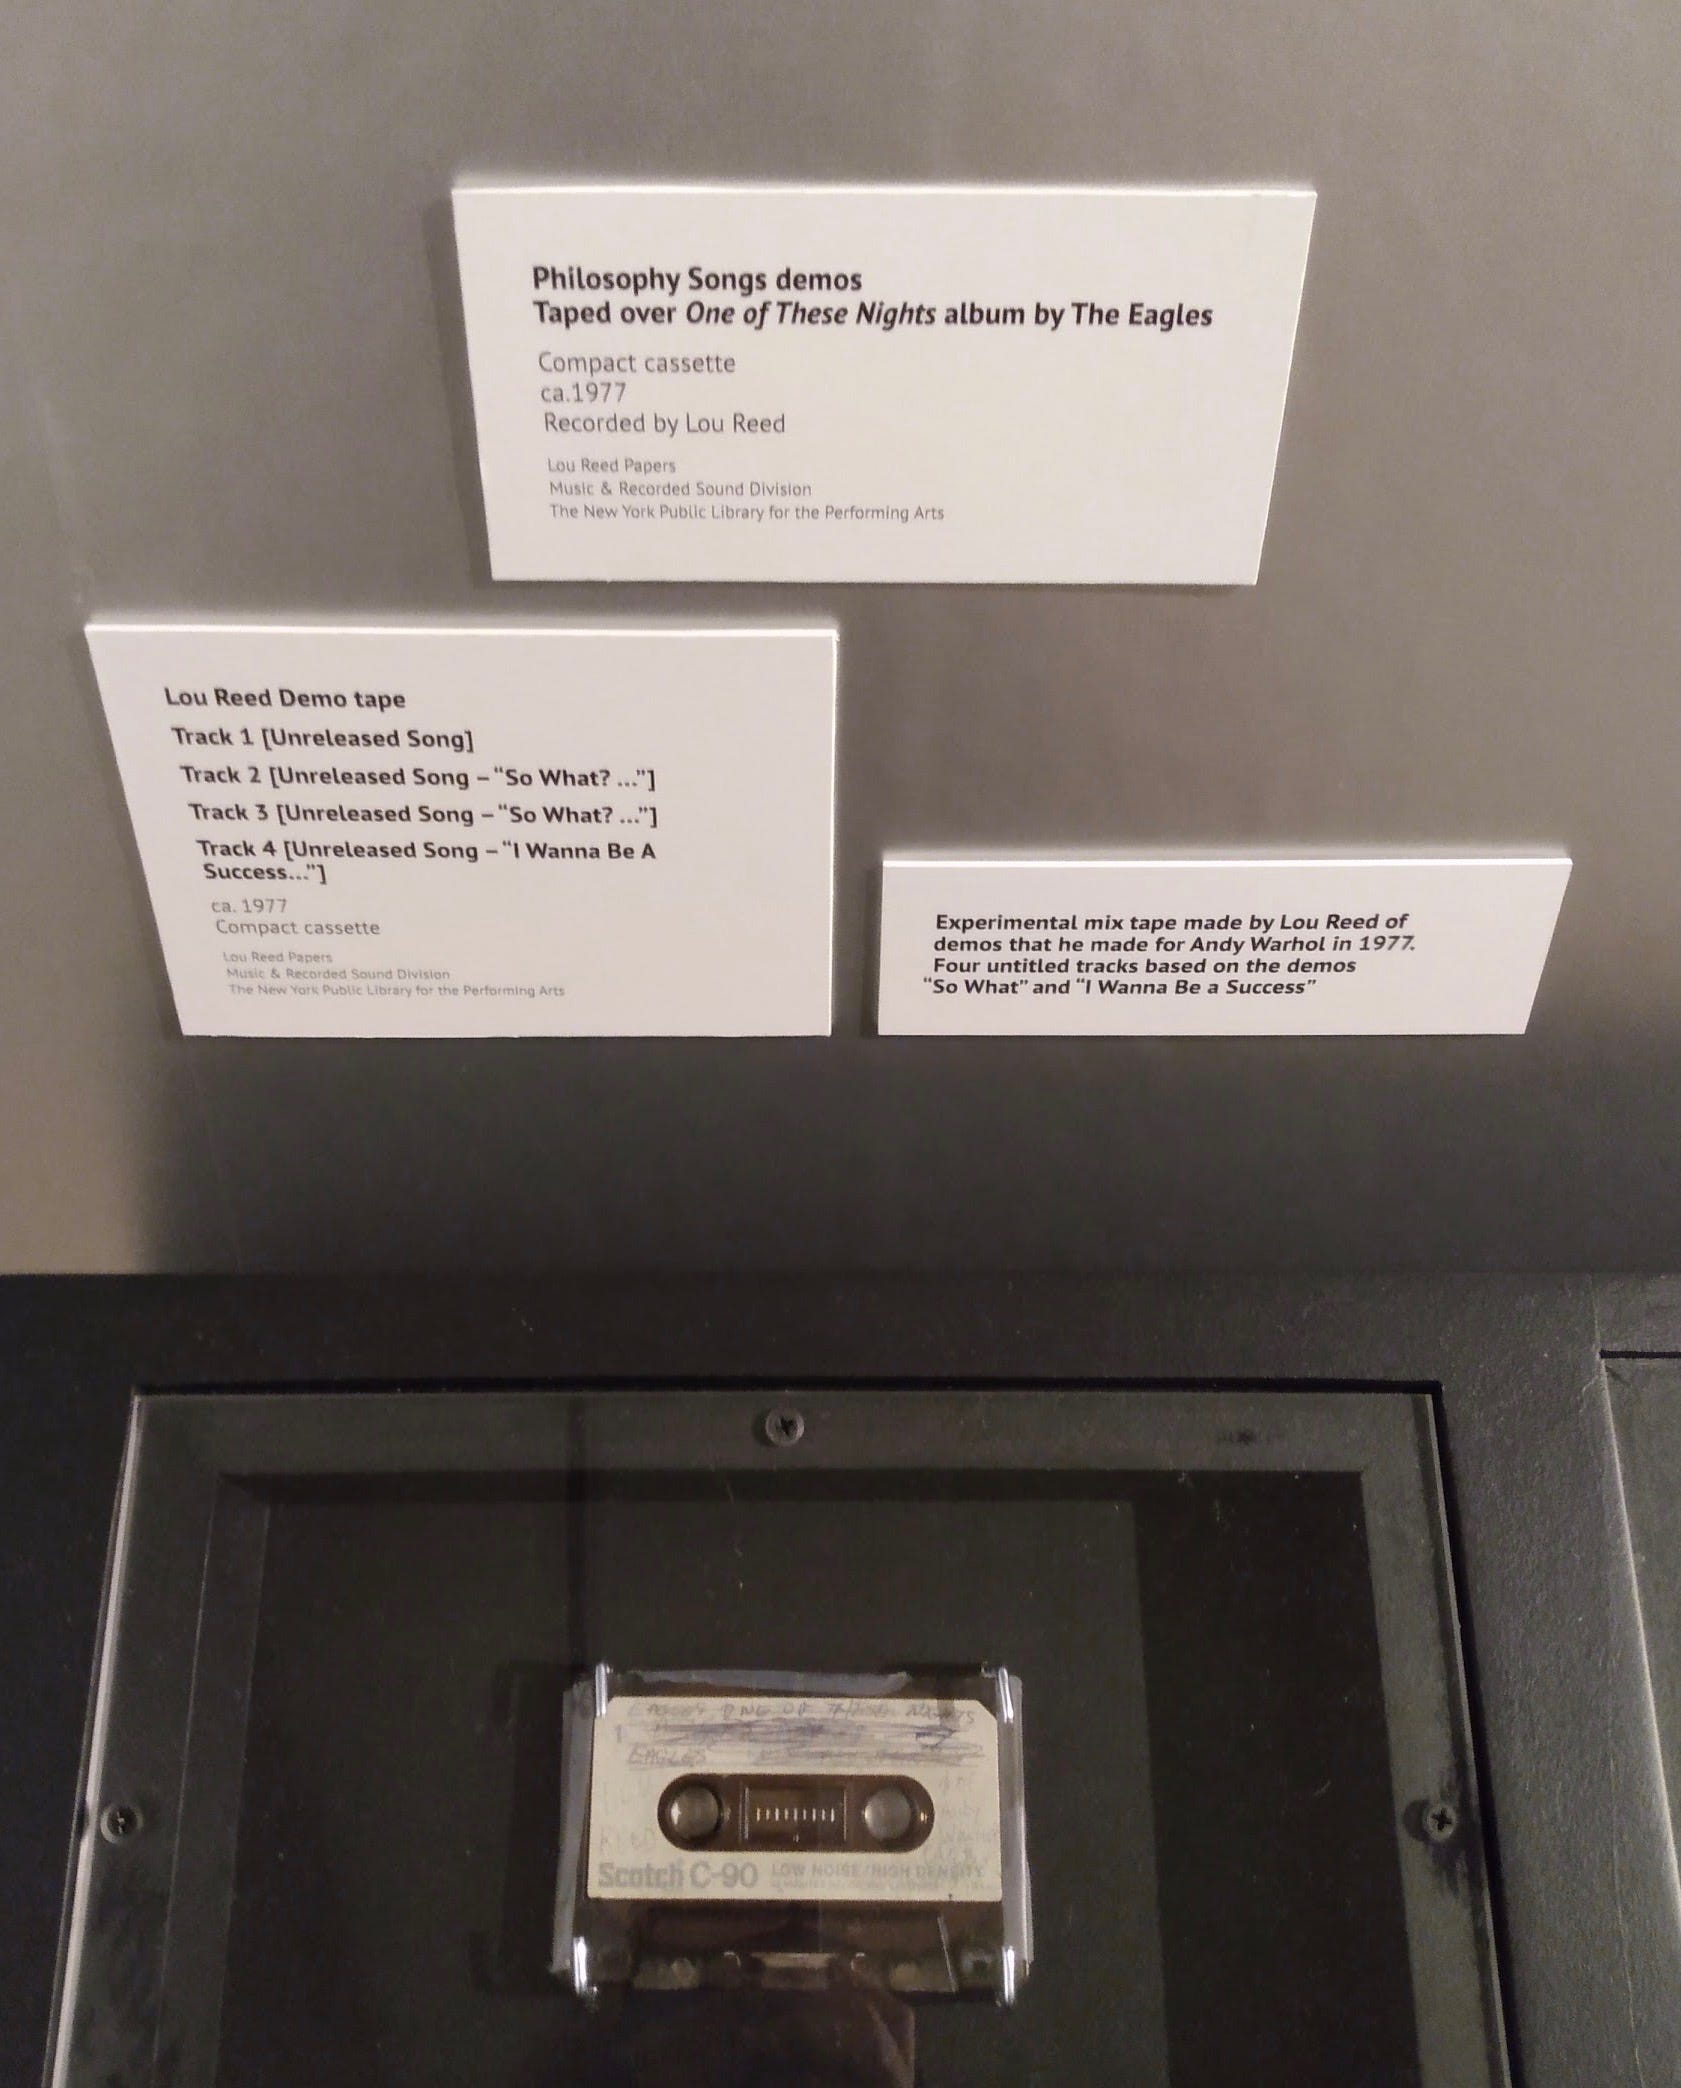 Philosophy Songs demos
Taped over One of These Nights album by The Eagles
Compact cassette
ca.1977
Recorded by Lou Reed
Lou Reed Papers
Music & Recorded Sound Division
The New York Public Library for the Performing Arts
Lou Reed Demo tape
Track 1 [Unreleased Song]
Track 2 [Unreleased Song – “So What? ...”]
Track 3 [Unreleased Song – “So What? ...”]
Track 4 [Unreleased Song – “I Wanna Be A
Success...”]
ca. 1977
Compact cassette
Lou Reed Papers
Music & Recorded Sound Division
The New York Public Library for the Performing Arts
Experimental mix tape made by Lou Reed of
demos that he made for Andy Warhol in 1977.
Four untitled tracks based on the demos
“So What” and “I Wanna Be a Success”
EAGLES ONE OF THESE NIGHTS
EAGLES
Scotch C-90 LOW NOISE/HIGH DENSITY